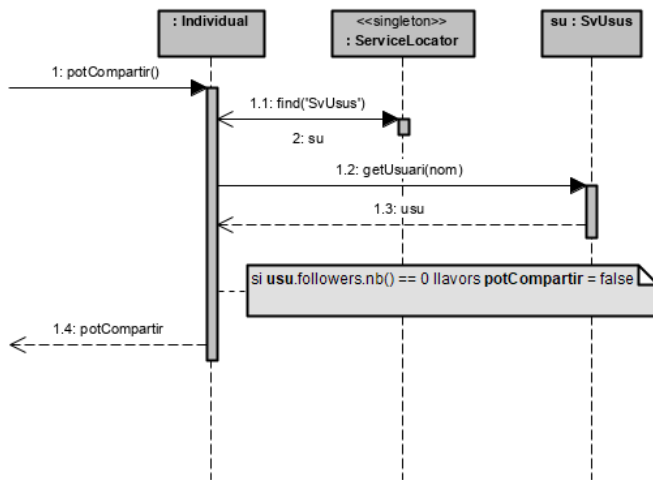 : Individual
<<singleton>>
: ServiceLocator
su : SvUsus
1: potCompartir()
1.1: find('SvUsus')
2: su
1.2: getUsuari(nom)
1.3: usu
si usu.followers.nb() == 0 llavors potCompartir = false
1.4: potCompartir